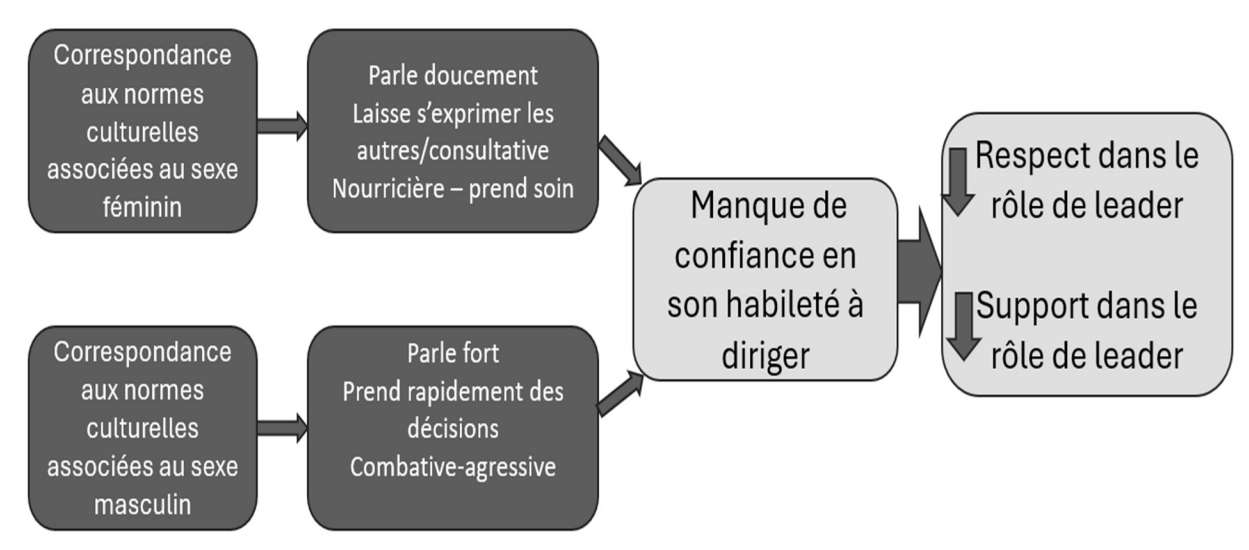 Correspondance
aux normes
culturelles
associées au sexe
féminin
Parle doucement
Laisse s’exprimer les
autres/consultative
Nourricière – prend soin
Correspondance
aux normes
culturelles
associées au sexe
masculin
Parle fort
Prend rapidement des
décisions
Combative-agressive
Manque de
confiance en
son habileté à
diriger
Respect dans le
rôle de leader
Support dans le
rôle de leader